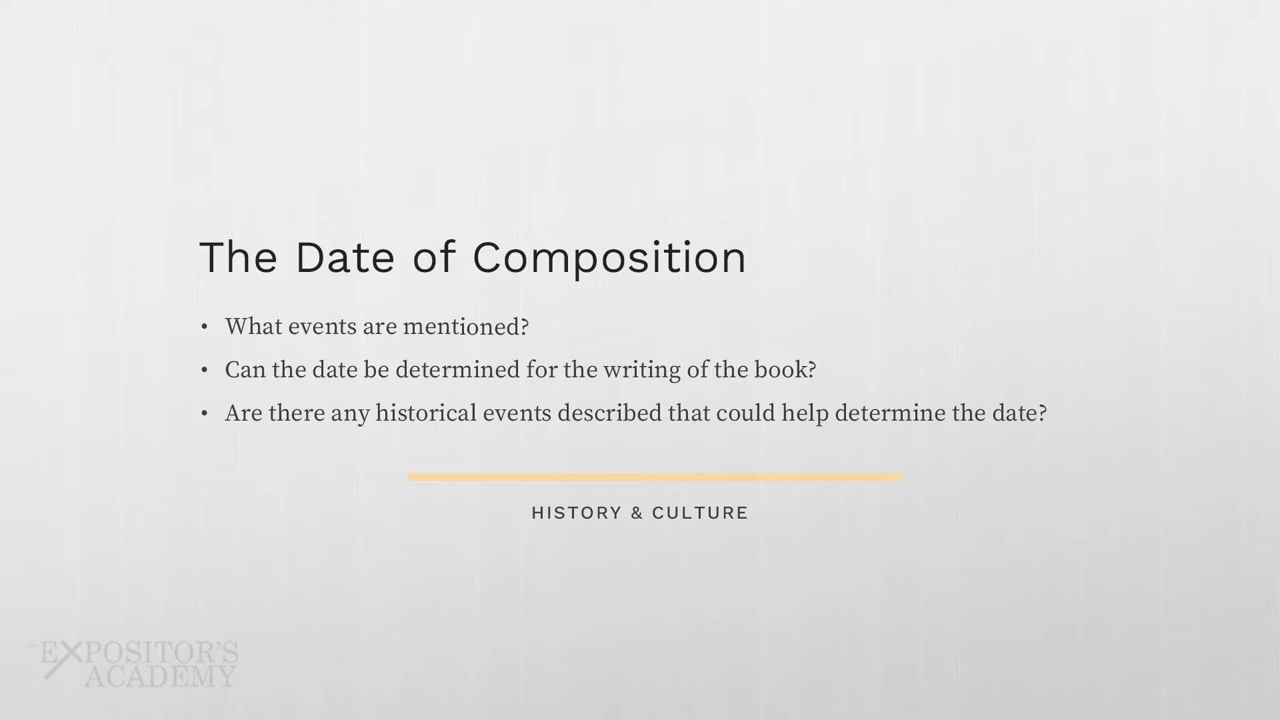 The Date of Composition
• What events are mentioned?
• Can the date be determined for the writing of the book?
• Are there any historical events described that could help determine the date?
HISTORY & CULTURE
the EXPOSITOR'S
ACADEMY